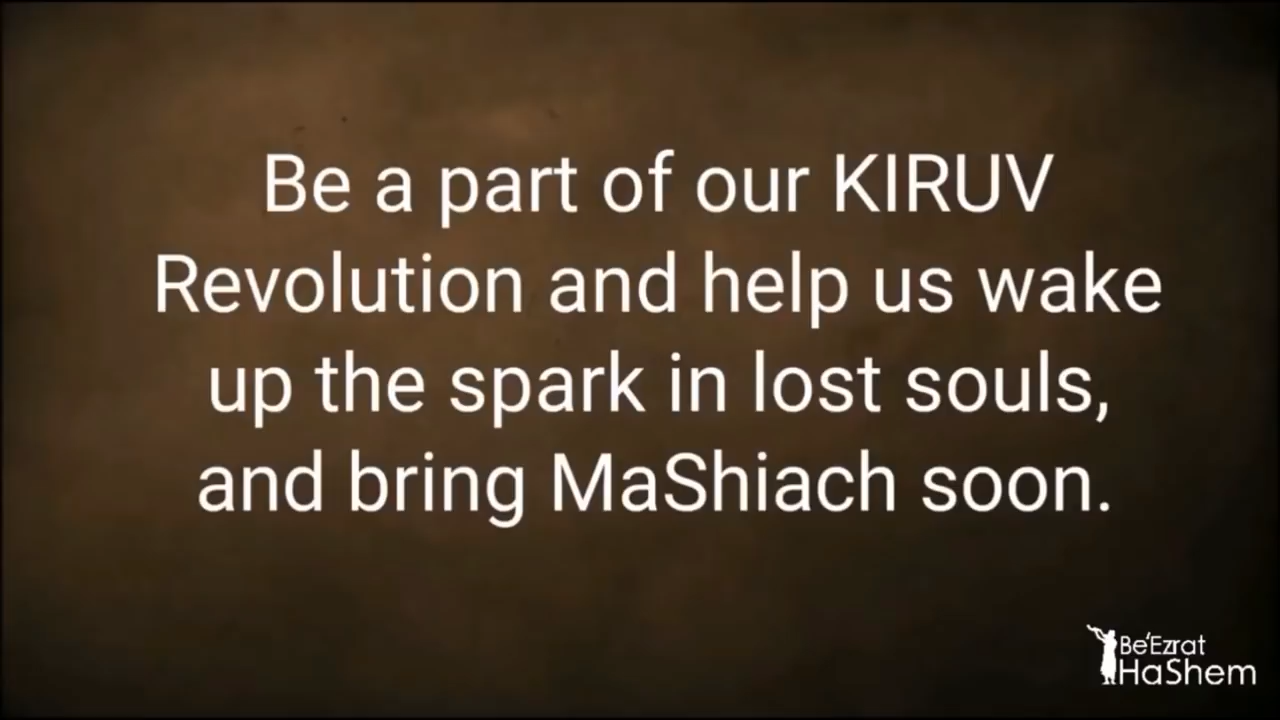 Be a part of our KIRUV
Revolution and help us wake
up the spark in lost souls,
and bring MaShiach soon.
Be'Ezrat
HaShem